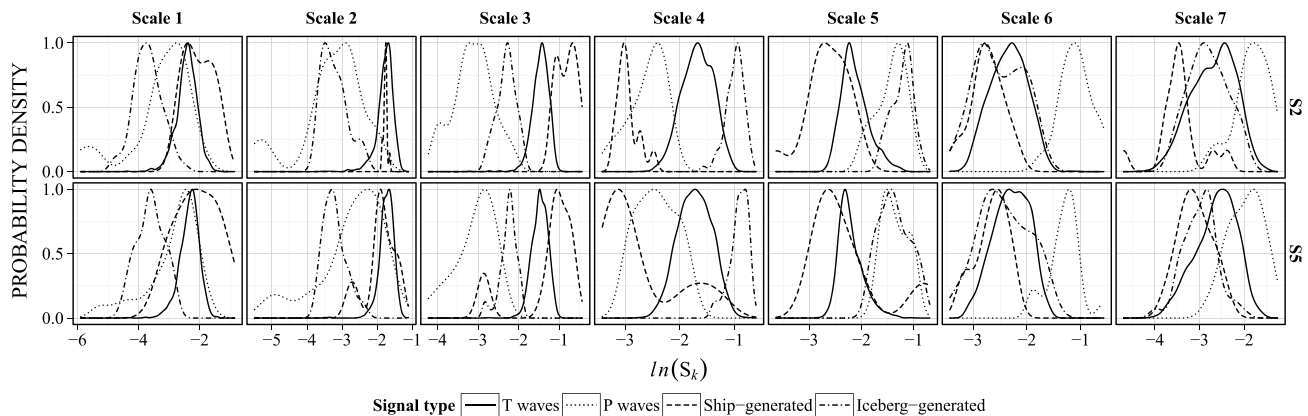 Scale 1 Scale 2 Scale 3 Scale 4 Scale 5 Scale 6 Scale 7
PROBABILITY DENSITY
1.0
0.5
0.0
S2
1.0
0.5
0.0
S5
−6 −4 −2 −5 −4 −3 −2 −1 −4 −3 −2 −1 −3 −2 −1 −3 −2 −1 −3 −2 −1 −4 −3 −2
ln(Sk)
Signal type T waves P waves Ship−generated Iceberg−generated